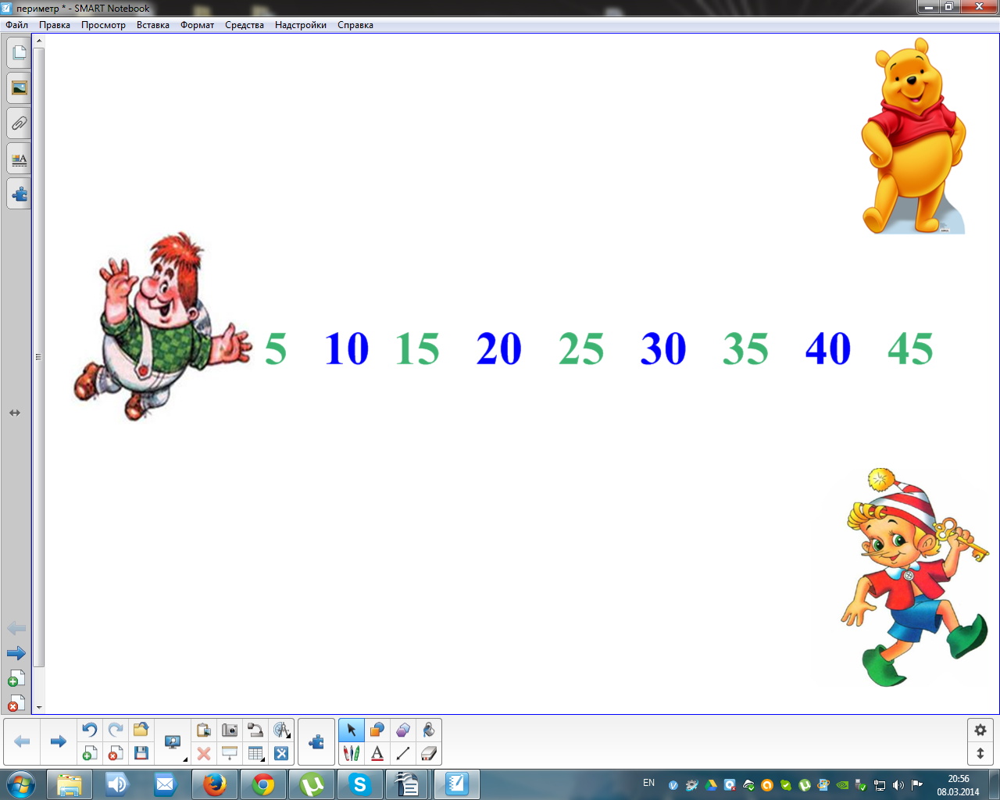 периметр * - SMART Notebook
Файл Правка Просмотр Вставка Формат Средства Надстройки Справка
5 10 15 20 25 30 35 40 45
EN
20:56
08.03.2014